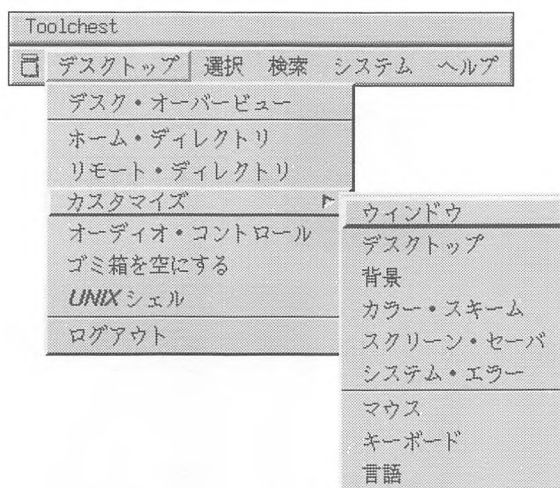 Toolchest
デスクトップ 選択 検索 システム ヘルプ
デスク・オーバービュー
ホーム・ディレクトリ
リモート・ディレクトリ
カスタマイズ
オーディオ・コントロール
ゴミ箱を空にする
UNIXシェル
ログアウト
ウィンドウ
デスクトップ
背景
カラー・スキーム
スクリーン・セーバ
システム・エラー
マウス
キーボード
言語